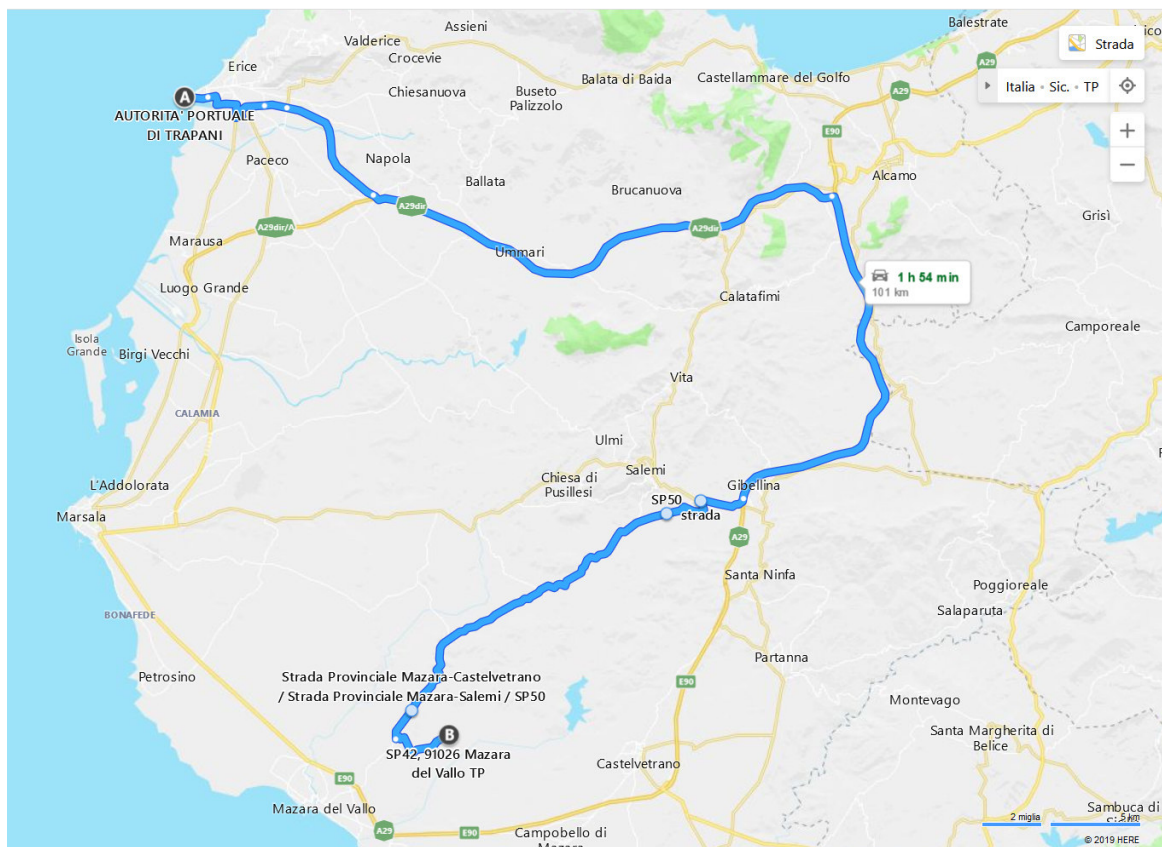 Assieni
Balestrate
Valderice
Crocevie
Strada
Erice
A29
Balata di Baida
Castellammare del Golfo
Chiesanuova
Buseto
Palizzolo
A29
Italia • Sic. • TP
A
AUTORITA' PORTUALE
DI TRAPANI
E90
+
−
Paceco
Napola
Ballata
Brucanuova
Alcamo
A29dir
Grisì
A29dir/A
A29dir
Marausa
Ummari
1 h 54 min
101 km
Luogo Grande
Calatafimi
Isola
Grande
Birgi Vecchi
Camporeale
Vita
CALAMIA
Ulmi
Salemi
Chiesa di
Pusillesi
L'Addolorata
Gibellina
SP50
strada
Marsala
A29
Santa Ninfa
Poggioreale
Salaparuta
BONAFEDE
Partanna
Petrosino
Strada Provinciale Mazara-Castelvetrano
/ Strada Provinciale Mazara-Salemi / SP50
E90
Montevago
Santa Margherita di
Belice
B
SP42, 91026 Mazara
del Vallo TP
Castelvetrano
E90
Mazara del Vallo
A29
E90
Campobello di
Sambuca di
2 miglia
5 km
© 2019 HERE